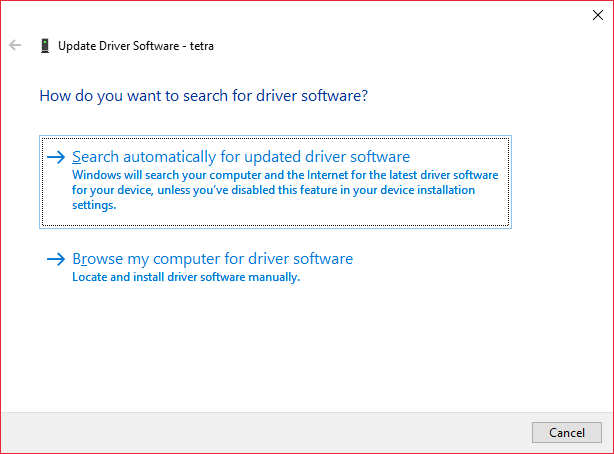 Update Driver Software - tetra
How do you want to search for driver software?
Search automatically for updated driver software
Windows will search your computer and the Internet for the latest driver software
for your device, unless you've disabled this feature in your device installation
settings.
Browse my computer for driver software
Locate and install driver software manually.
Cancel